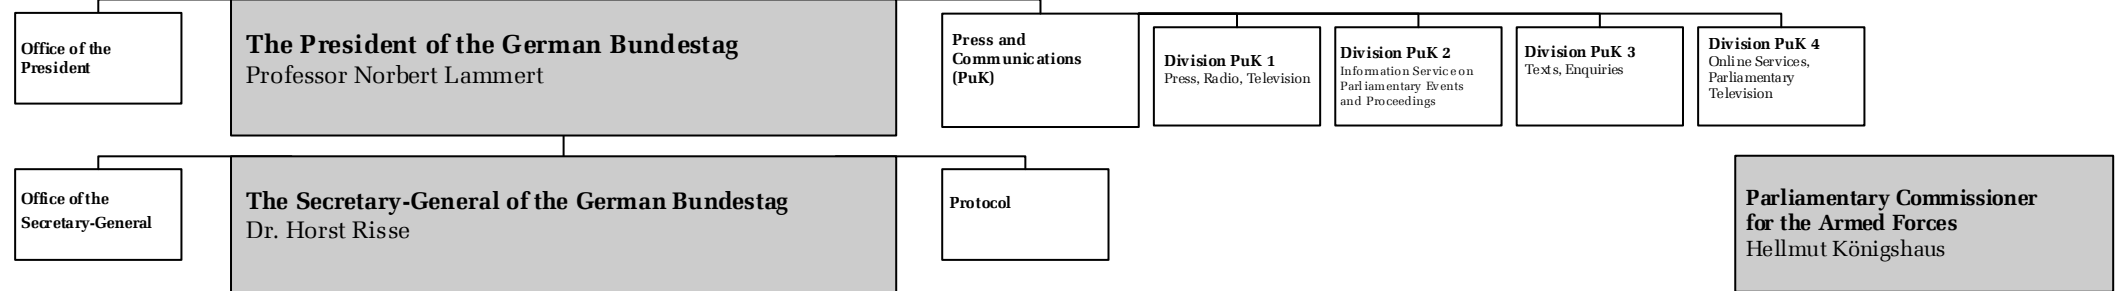 Office of the
President
The President of the German Bundestag
Professor Norbert Lammert
Press and
Communications
(PuK)
Division PuK 1
Press, Radio, Television
Division PuK 2
Information Service on
Parliamentary Events
and Proceedings
Division PuK 3
Texts, Enquiries
Division PuK 4
Online Services,
Parliamentary
Television
Office of the
Secretary-General
The Secretary-General of the German Bundestag
Dr. Horst Risse
Protocol
Parliamentary Commissioner
for the Armed Forces
Hellmut Königshaus